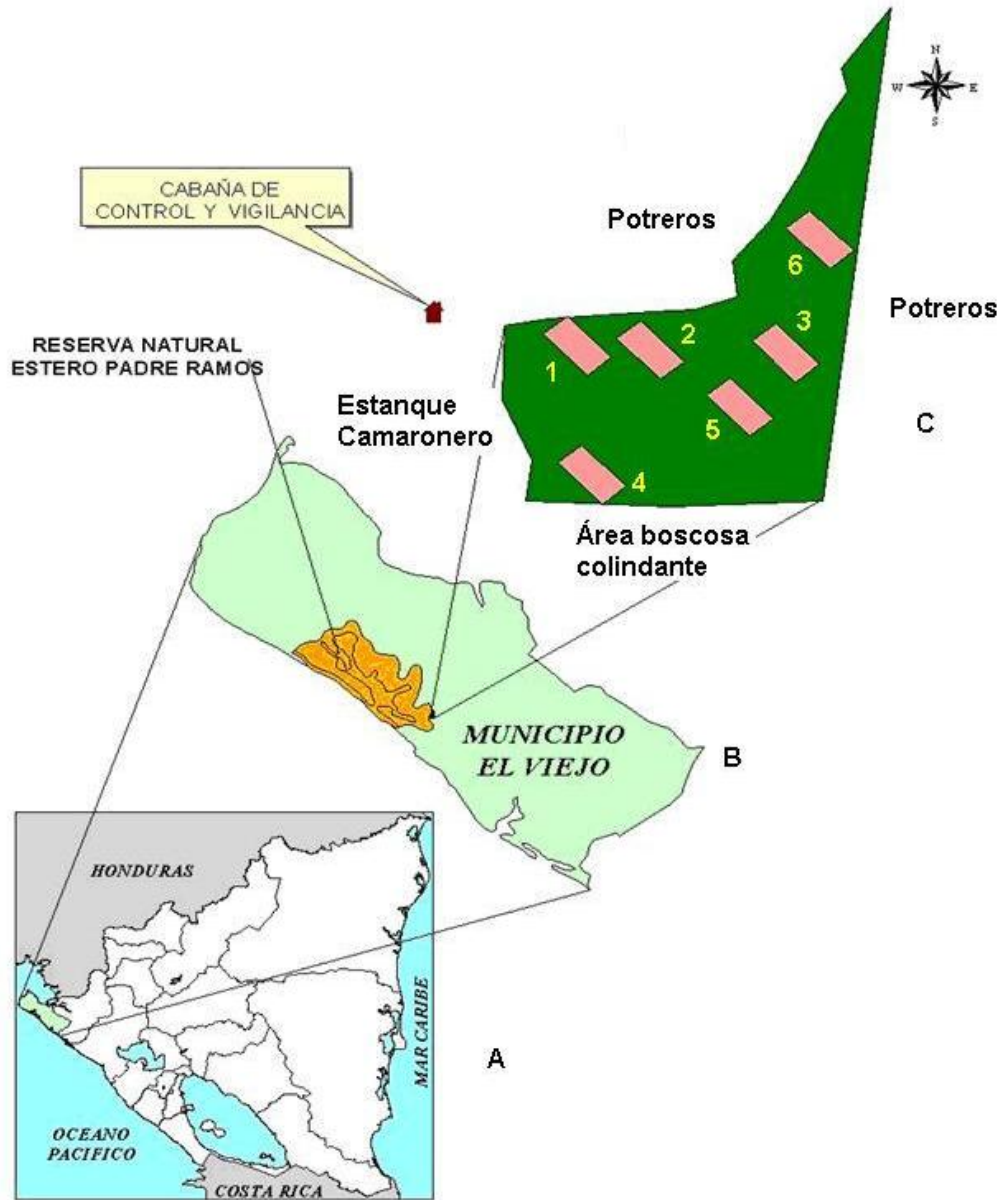 N
W E
S
CABAÑA DE
CONTROL Y VIGILANCIA
Potreros
6
Potreros
RESERVA NATURAL
ESTERO PADRE RAMOS
1
2
3
Estanque
Camaronero
5
C
4
Área boscosa
colindante
MUNICIPIO
EL VIEJO
B
HONDURAS
MAR CARIBE
A
OCEANO
PACIFICO
COSTA RICA